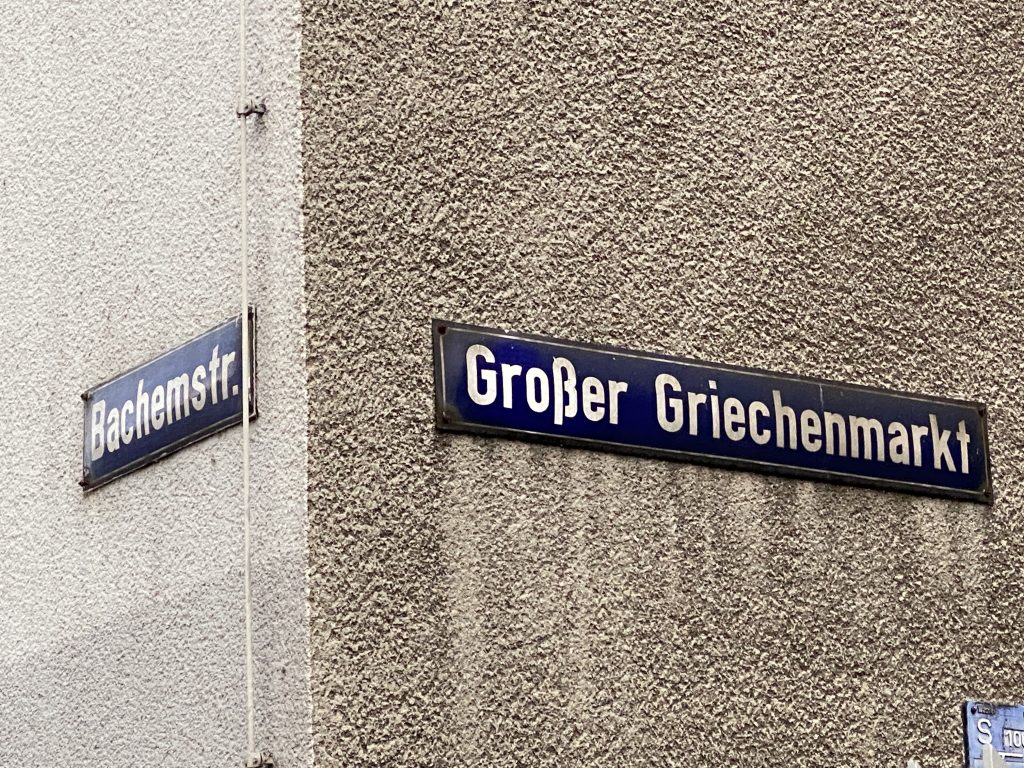 Bachemstr.
Großer Griechenmarkt
S